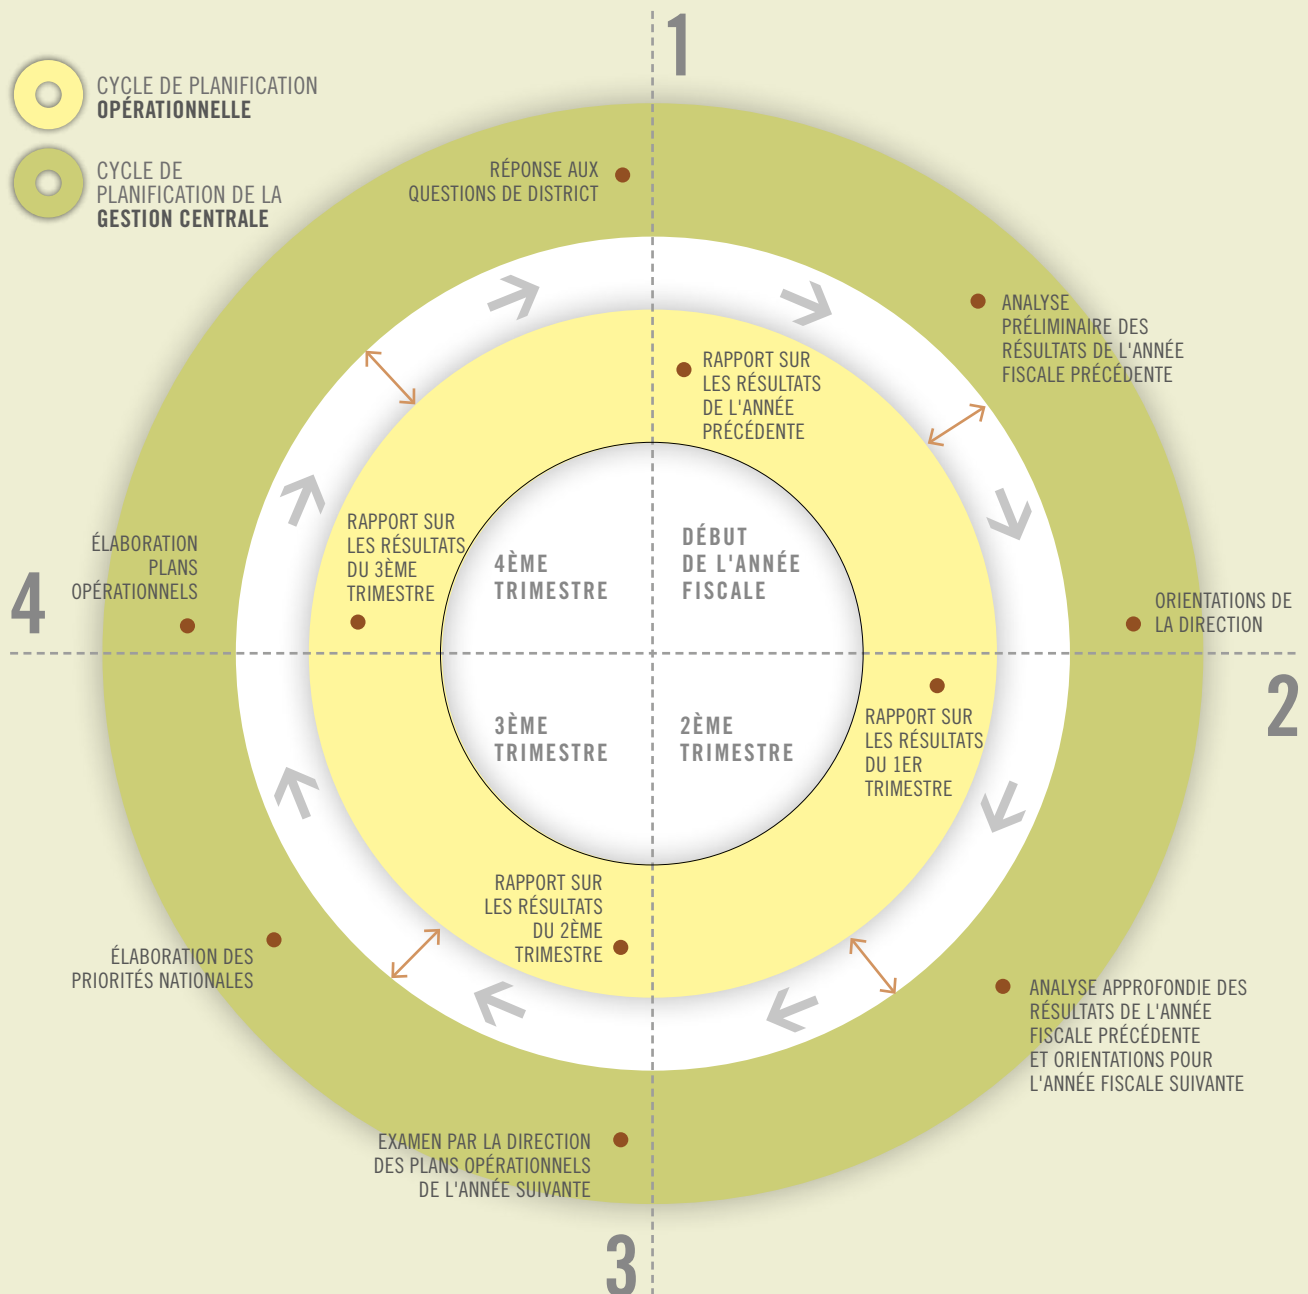 1
CYCLE DE PLANIFICATION
OPÉRATIONNELLE
CYCLE DE
PLANIFICATION DE LA
GESTION CENTRALE
RÉPONSE AUX
QUESTIONS DE DISTRICT
ANALYSE
PRÉLIMINAIRE DES
RÉSULTATS DE L'ANNÉE
FISCALE PRÉCÉDENTE
RAPPORT SUR
LES RÉSULTATS
DE L'ANNÉE
PRÉCÉDENTE
RAPPORT SUR
LES RÉSULTATS
DU 3ÈME
TRIMESTRE
4ÈME
TRIMESTRE
DÉBUT
DE L'ANNÉE
FISCALE
ÉLABORATION
PLANS
OPÉRATIONNELS
4
ORIENTATIONS DE
LA DIRECTION
2
3ÈME
TRIMESTRE
2ÈME
TRIMESTRE
RAPPORT SUR
LES RÉSULTATS
DU 1ER
TRIMESTRE
RAPPORT SUR
LES RÉSULTATS
DU 2ÈME
TRIMESTRE
ÉLABORATION DES
PRIORITÉS NATIONALES
ANALYSE APPROFONDIE DES
RÉSULTATS DE L'ANNÉE
FISCALE PRÉCÉDENTE
ET ORIENTATIONS POUR
L'ANNÉE FISCALE SUIVANTE
EXAMEN PAR LA DIRECTION
DES PLANS OPÉRATIONNELS
DE L'ANNÉE SUIVANTE
3